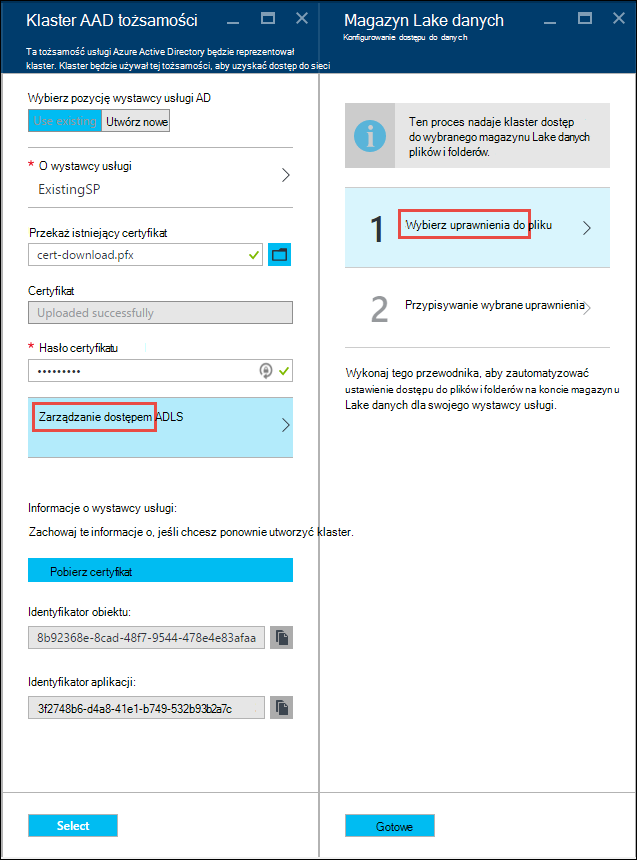 Klaster AAD tożsamości
Ta tożsamość usługi Azure Active Directory będzie reprezentował
klaster. Klaster będzie używał tej tożsamości, aby uzyskać dostęp do sieci
Wybierz pozycję wystawcy usługi AD
Use existing Utwórz nowe
* O wystawcy usługi
ExistingSP
Przekaż istniejący certyfikat
cert-download.pfx
Certyfikat
Uploaded successfully
* Hasło certyfikatu
•••••••••
Zarządzanie dostępem ADLS
Informacje o wystawcy usługi:
Zachowaj te informacje o, jeśli chcesz ponownie utworzyć klaster.
Pobierz certyfikat
Identyfikator obiektu:
8b92368e-8cad-48f7-9544-478e4e83afaa
Identyfikator aplikacji:
3f2748b6-d4a8-41e1-b749-532b93b2a7c
Select
Magazyn Lake danych
Konfigurowanie dostępu do danych
Ten proces nadaje klaster dostęp
do wybranego magazynu Lake danych
plików i folderów.
1 Wybierz uprawnienia do pliku
2 Przypisywanie wybrane uprawnienia
Wykonaj tego przewodnika, aby zautomatyzować
ustawienie dostępu do plików i folderów na koncie magazynu
Lake danych dla swojego wystawcy usługi.
Gotowe